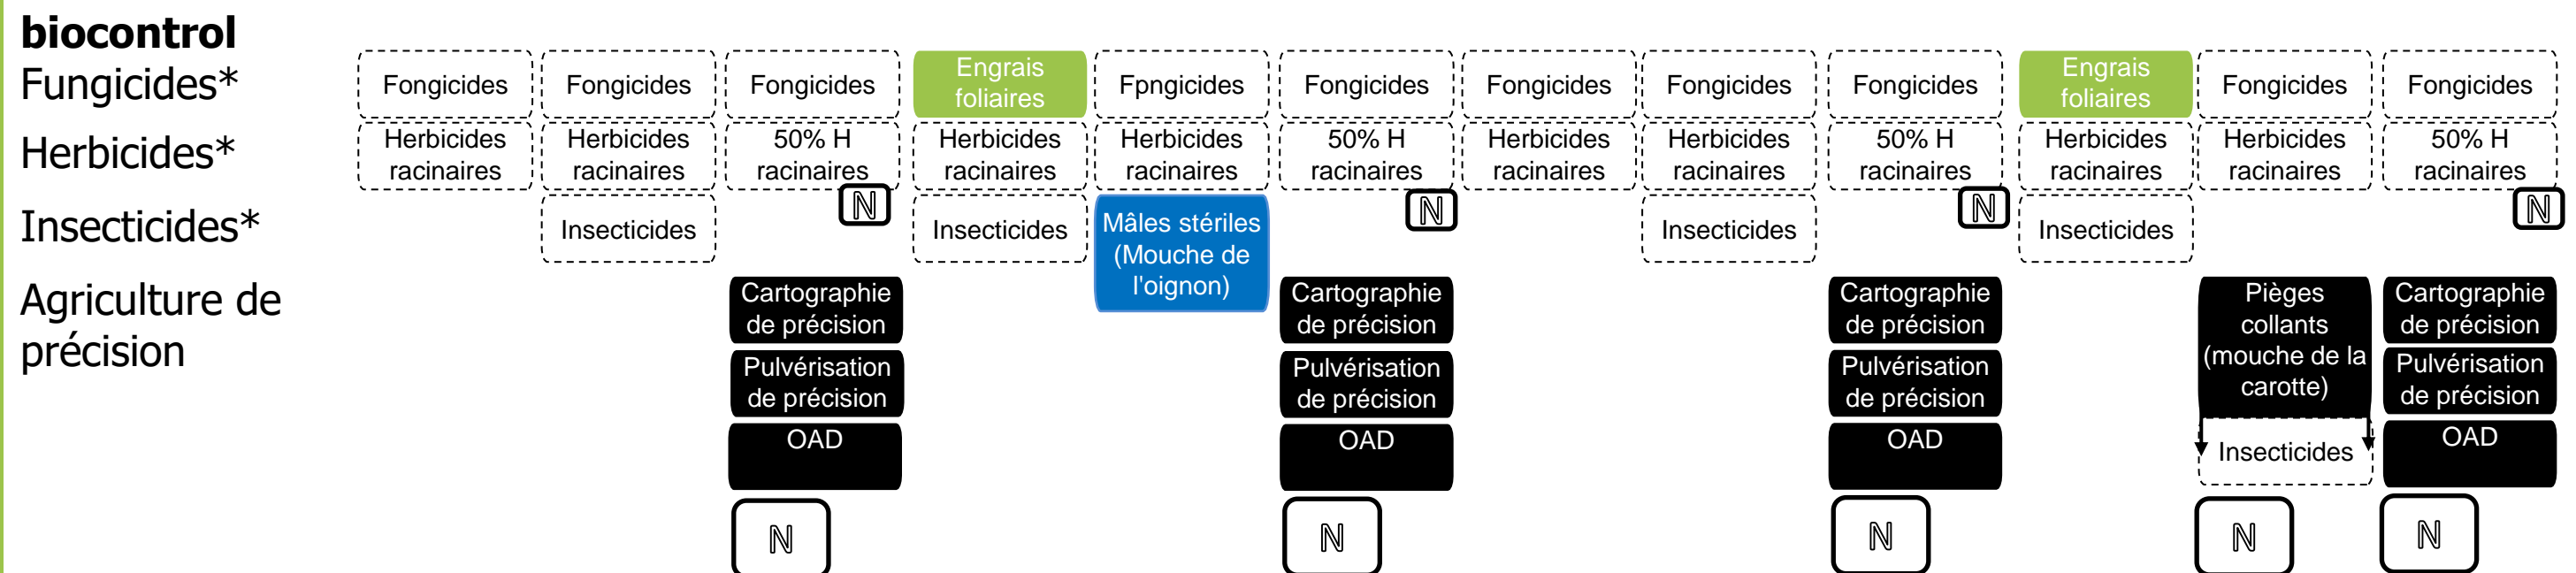 biocontrol
Fungicides*
Fongicides
Fongicides
Fongicides
Engrais
foliaires
Fpngicides
Fongicides
Fongicides
Fongicides
Fongicides
Engrais
foliaires
Fongicides
Fongicides
Herbicides*
Herbicides
racinaires
Herbicides
racinaires
50% H
racinaires
Herbicides
racinaires
Herbicides
racinaires
50% H
racinaires
Herbicides
racinaires
Herbicides
racinaires
50% H
racinaires
Herbicides
racinaires
Herbicides
racinaires
50% H
racinaires
Insecticides*
Insecticides
ℕ
Insecticides
Mâles stériles
(Mouche de
l'oignon)
ℕ
Insecticides
ℕ
Insecticides
ℕ
Agriculture de
précision
Cartographie
de précision
Cartographie
de précision
Cartographie
de précision
Pièges
collants
(mouche de la
carotte)
Cartographie
de précision
Pulvérisation
de précision
Pulvérisation
de précision
Pulvérisation
de précision
Pulvérisation
de précision
OAD
OAD
OAD
Insecticides
OAD
ℕ
ℕ
ℕ
ℕ
ℕ